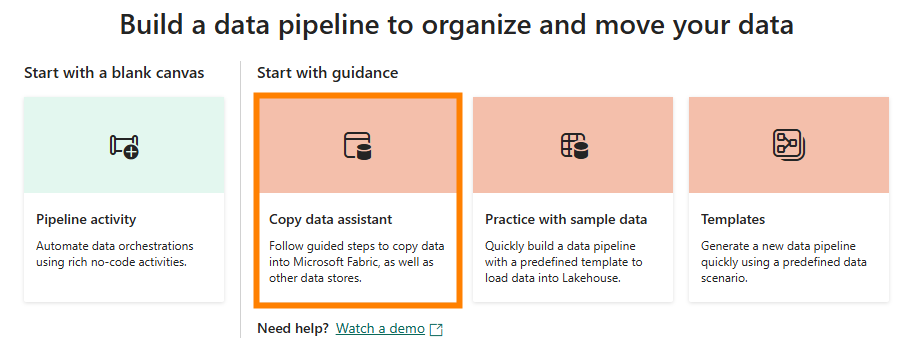 Build a data pipeline to organize and move your data
Start with a blank canvas
Start with guidance
Pipeline activity
Automate data orchestrations
using rich no-code activities.
Copy data assistant
Follow guided steps to copy data
into Microsoft Fabric, as well as
other data stores.
Practice with sample data
Quickly build a data pipeline
with a predefined template to
load data into Lakehouse.
Templates
Generate a new data pipeline
quickly using a predefined data
scenario.
Need help? Watch a demo